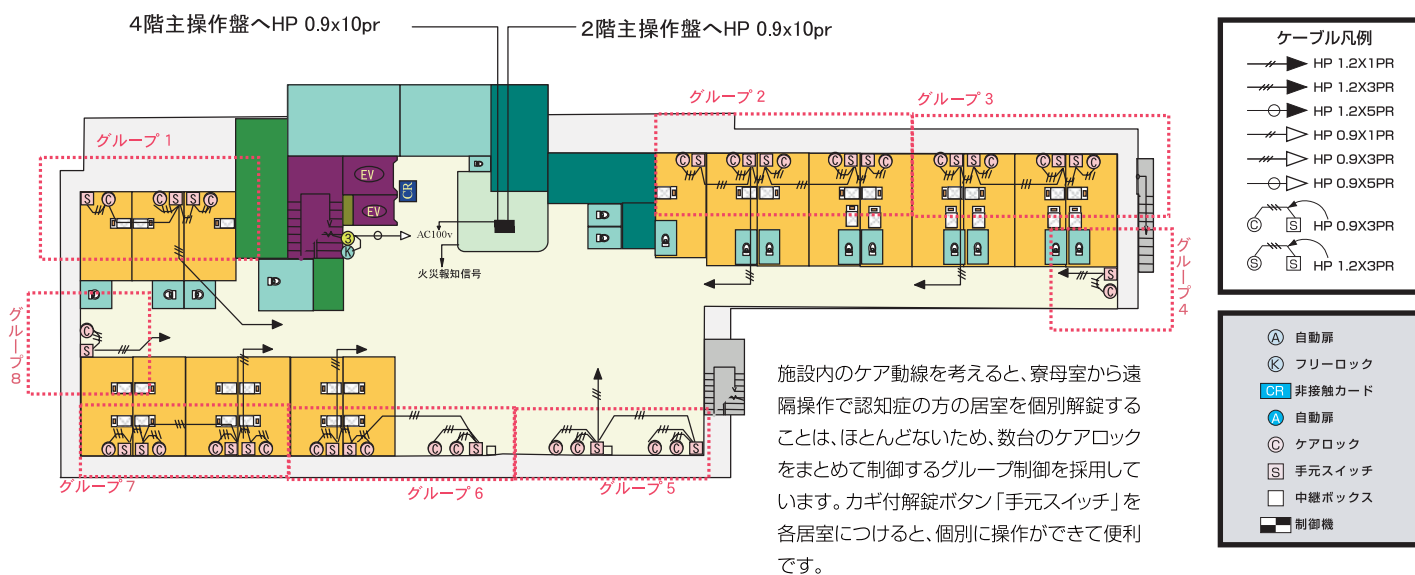 4階主操作盤へHP 0.9x10pr
2階主操作盤へHP 0.9x10pr
グループ 1
グループ 2
グループ 3
EV
EV
CR
3
K
AC100v
火災報知信号
S C C S S C
C S C S S C C S S C
C S S C C S S C
グループ 4
S
C
グループ 8
C
S
C S S C C S S C C S S C
C C S
C C S
C C S
グループ 7
グループ 6
グループ 5
施設内のケア動線を考えると、寮母室から遠
隔操作で認知症の方の居室を個別解錠する
ことは、ほとんどないため、数台のケアロック
をまとめて制御するグループ制御を採用して
います。カギ付解錠ボタン「手元スイッチ」を
各居室につけると、個別に操作ができて便利
です。
ケーブル凡例
HP 1.2X1PR
HP 1.2X3PR
HP 1.2X5PR
HP 0.9X1PR
HP 0.9X3PR
HP 0.9X5PR
C S HP 0.9X3PR
S S HP 1.2X3PR
A 自動扉
K フリーロック
CR 非接触カード
A 自動扉
C ケアロック
S 手元スイッチ
中継ボックス
制御機